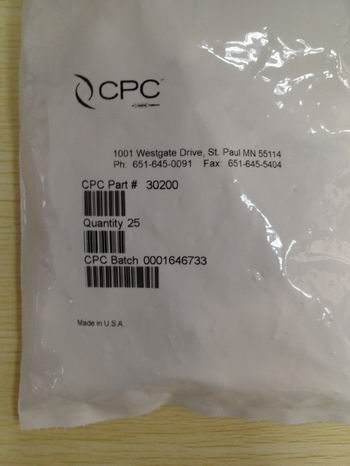 CPC
1001 Westgate Drive, St. Paul MN 55114
Ph: 651-645-0091 Fax: 651-645-5404
CPC Part # 30200
Quantity 25
CPC Batch 0001646733
Made in U.S.A